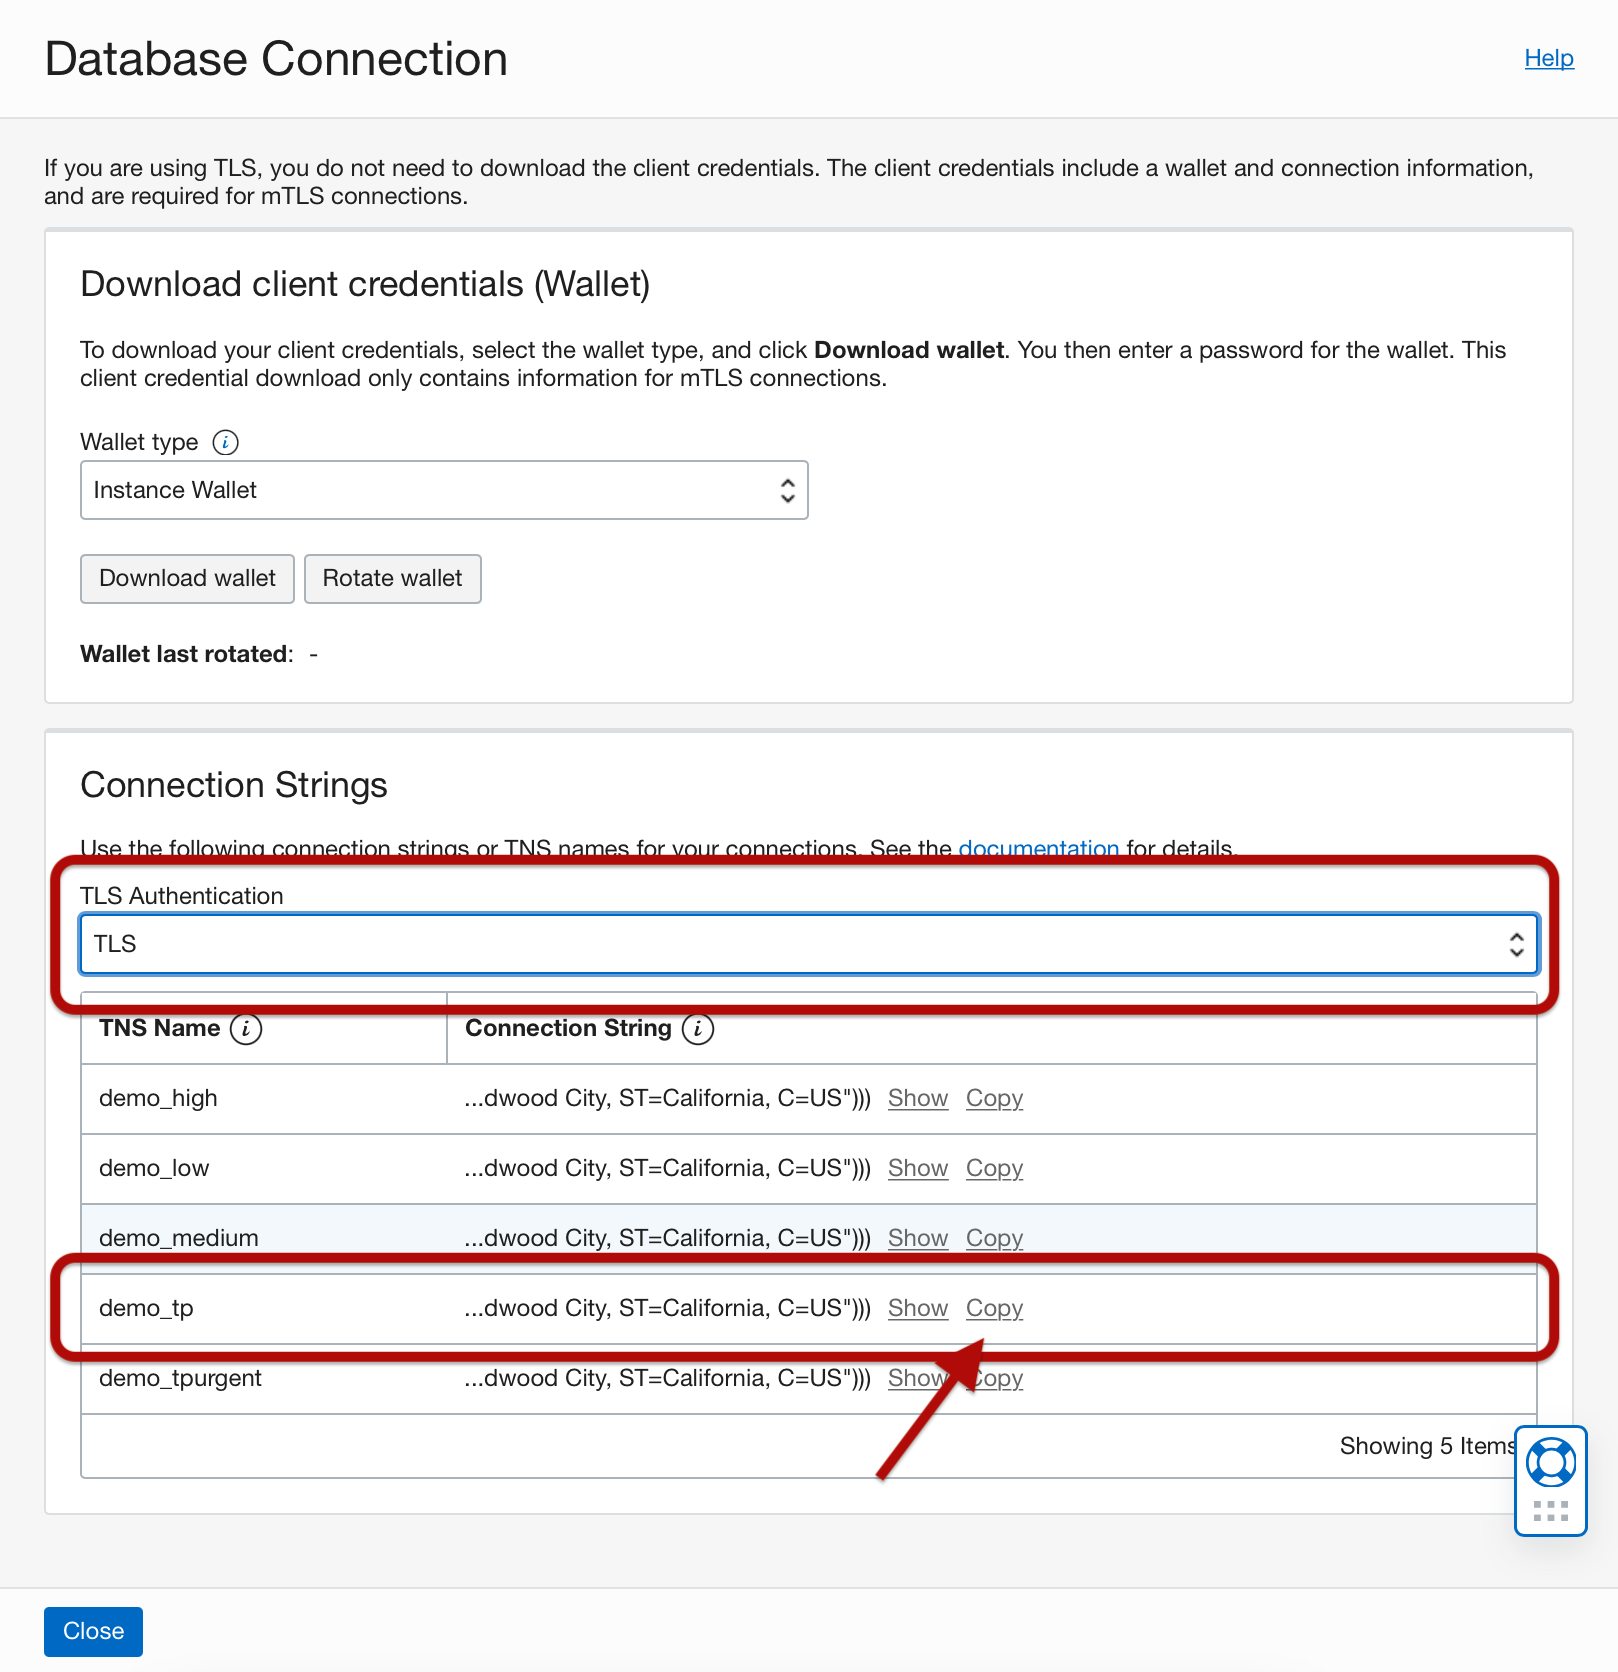 Database Connection
Help
If you are using TLS, you do not need to download the client credentials. The client credentials include a wallet and connection information,
and are required for mTLS connections.
Download client credentials (Wallet)
To download your client credentials, select the wallet type, and click Download wallet. You then enter a password for the wallet. This
client credential download only contains information for mTLS connections.
Wallet type i
Instance Wallet
Download wallet Rotate wallet
Wallet last rotated: -
Connection Strings
Use the following connection strings or TNS names for your connections. See the documentation for details.
TLS Authentication
TLS
TNS Name i Connection String i
demo_high ...dwood City, ST=California, C=US"))) Show Copy
demo_low ...dwood City, ST=California, C=US"))) Show Copy
demo_medium ...dwood City, ST=California, C=US"))) Show Copy
demo_tp ...dwood City, ST=California, C=US"))) Show Copy
demo_tpurgent ...dwood City, ST=California, C=US"))) Show Copy
Showing 5 Items
Close